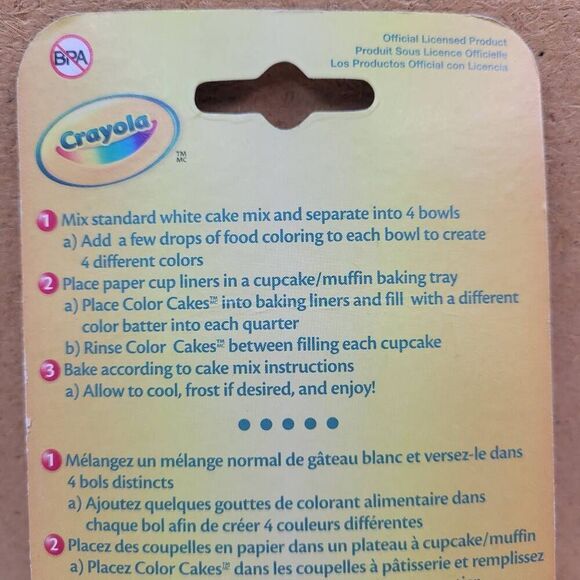 BPA
Official Licensed Product
Produit Sous Licence Officielle
Los Productos Official con Licencia
Crayola
TM
MC
1 Mix standard white cake mix and separate into 4 bowls
a) Add a few drops of food coloring to each bowl to create
4 different colors
2 Place paper cup liners in a cupcake/muffin baking tray
a) Place Color Cakes™ into baking liners and fill with a different
color batter into each quarter
b) Rinse Color Cakes™ between filling each cupcake
3 Bake according to cake mix instructions
a) Allow to cool, frost if desired, and enjoy!
1 Mélangez un mélange normal de gâteau blanc et versez-le dans
4 bols distincts
a) Ajoutez quelques gouttes de colorant alimentaire dans
chaque bol afin de créer 4 couleurs différentes
2 Placez des coupelles en papier dans un plateau à cupcake/muffin
a) Placez Color Cakes™ dans les coupelles à pâtisserie et remplissez